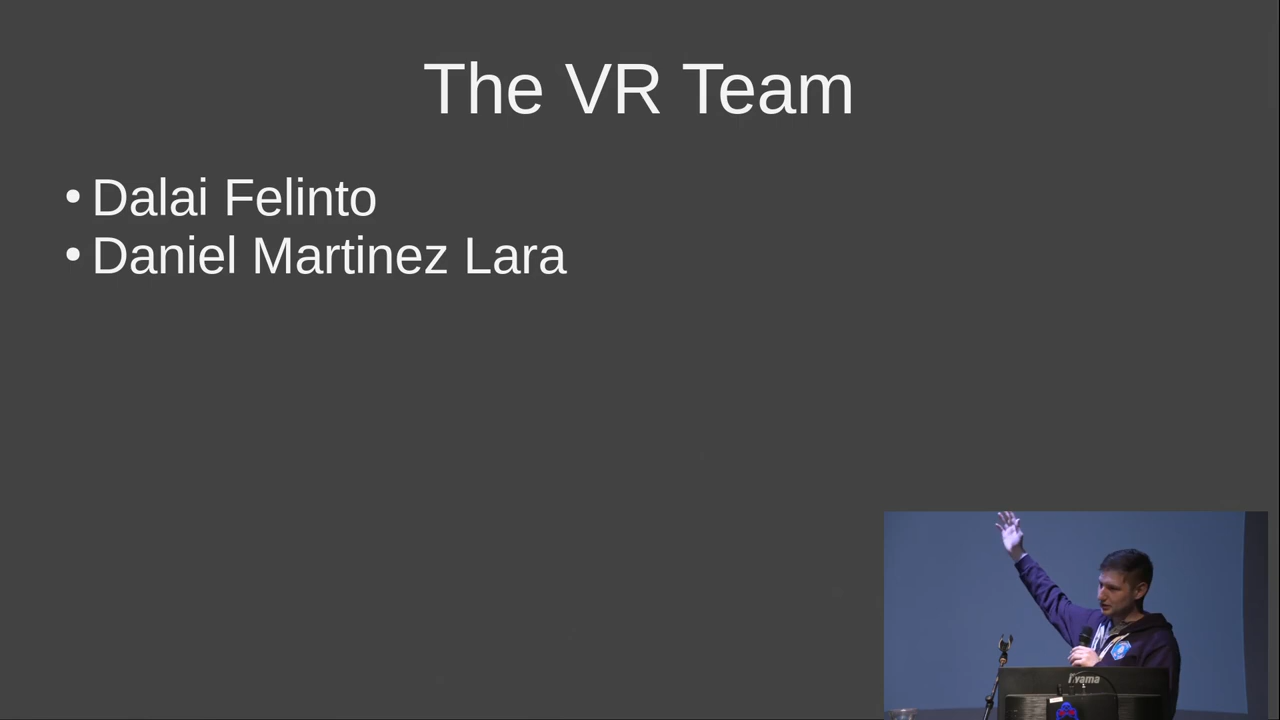 The VR Team
• Dalai Felinto
• Daniel Martinez Lara
iiyama